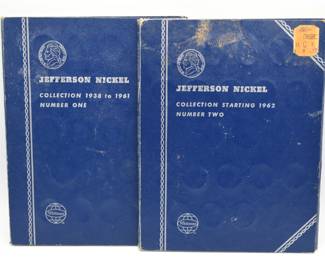 JEFFERSON NICKEL
COLLECTION 1938 to 1961
NUMBER ONE
JEFFERSON NICKEL
COLLECTION STARTING 1962
NUMBER TWO